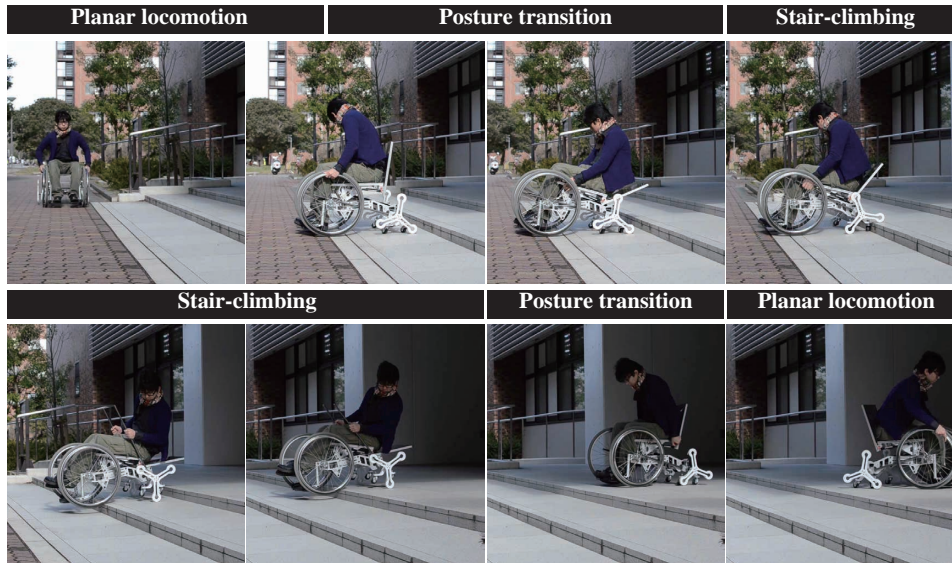 Planar locomotion
Posture transition
Stair-climbing
Stair-climbing
Posture transition
Planar locomotion